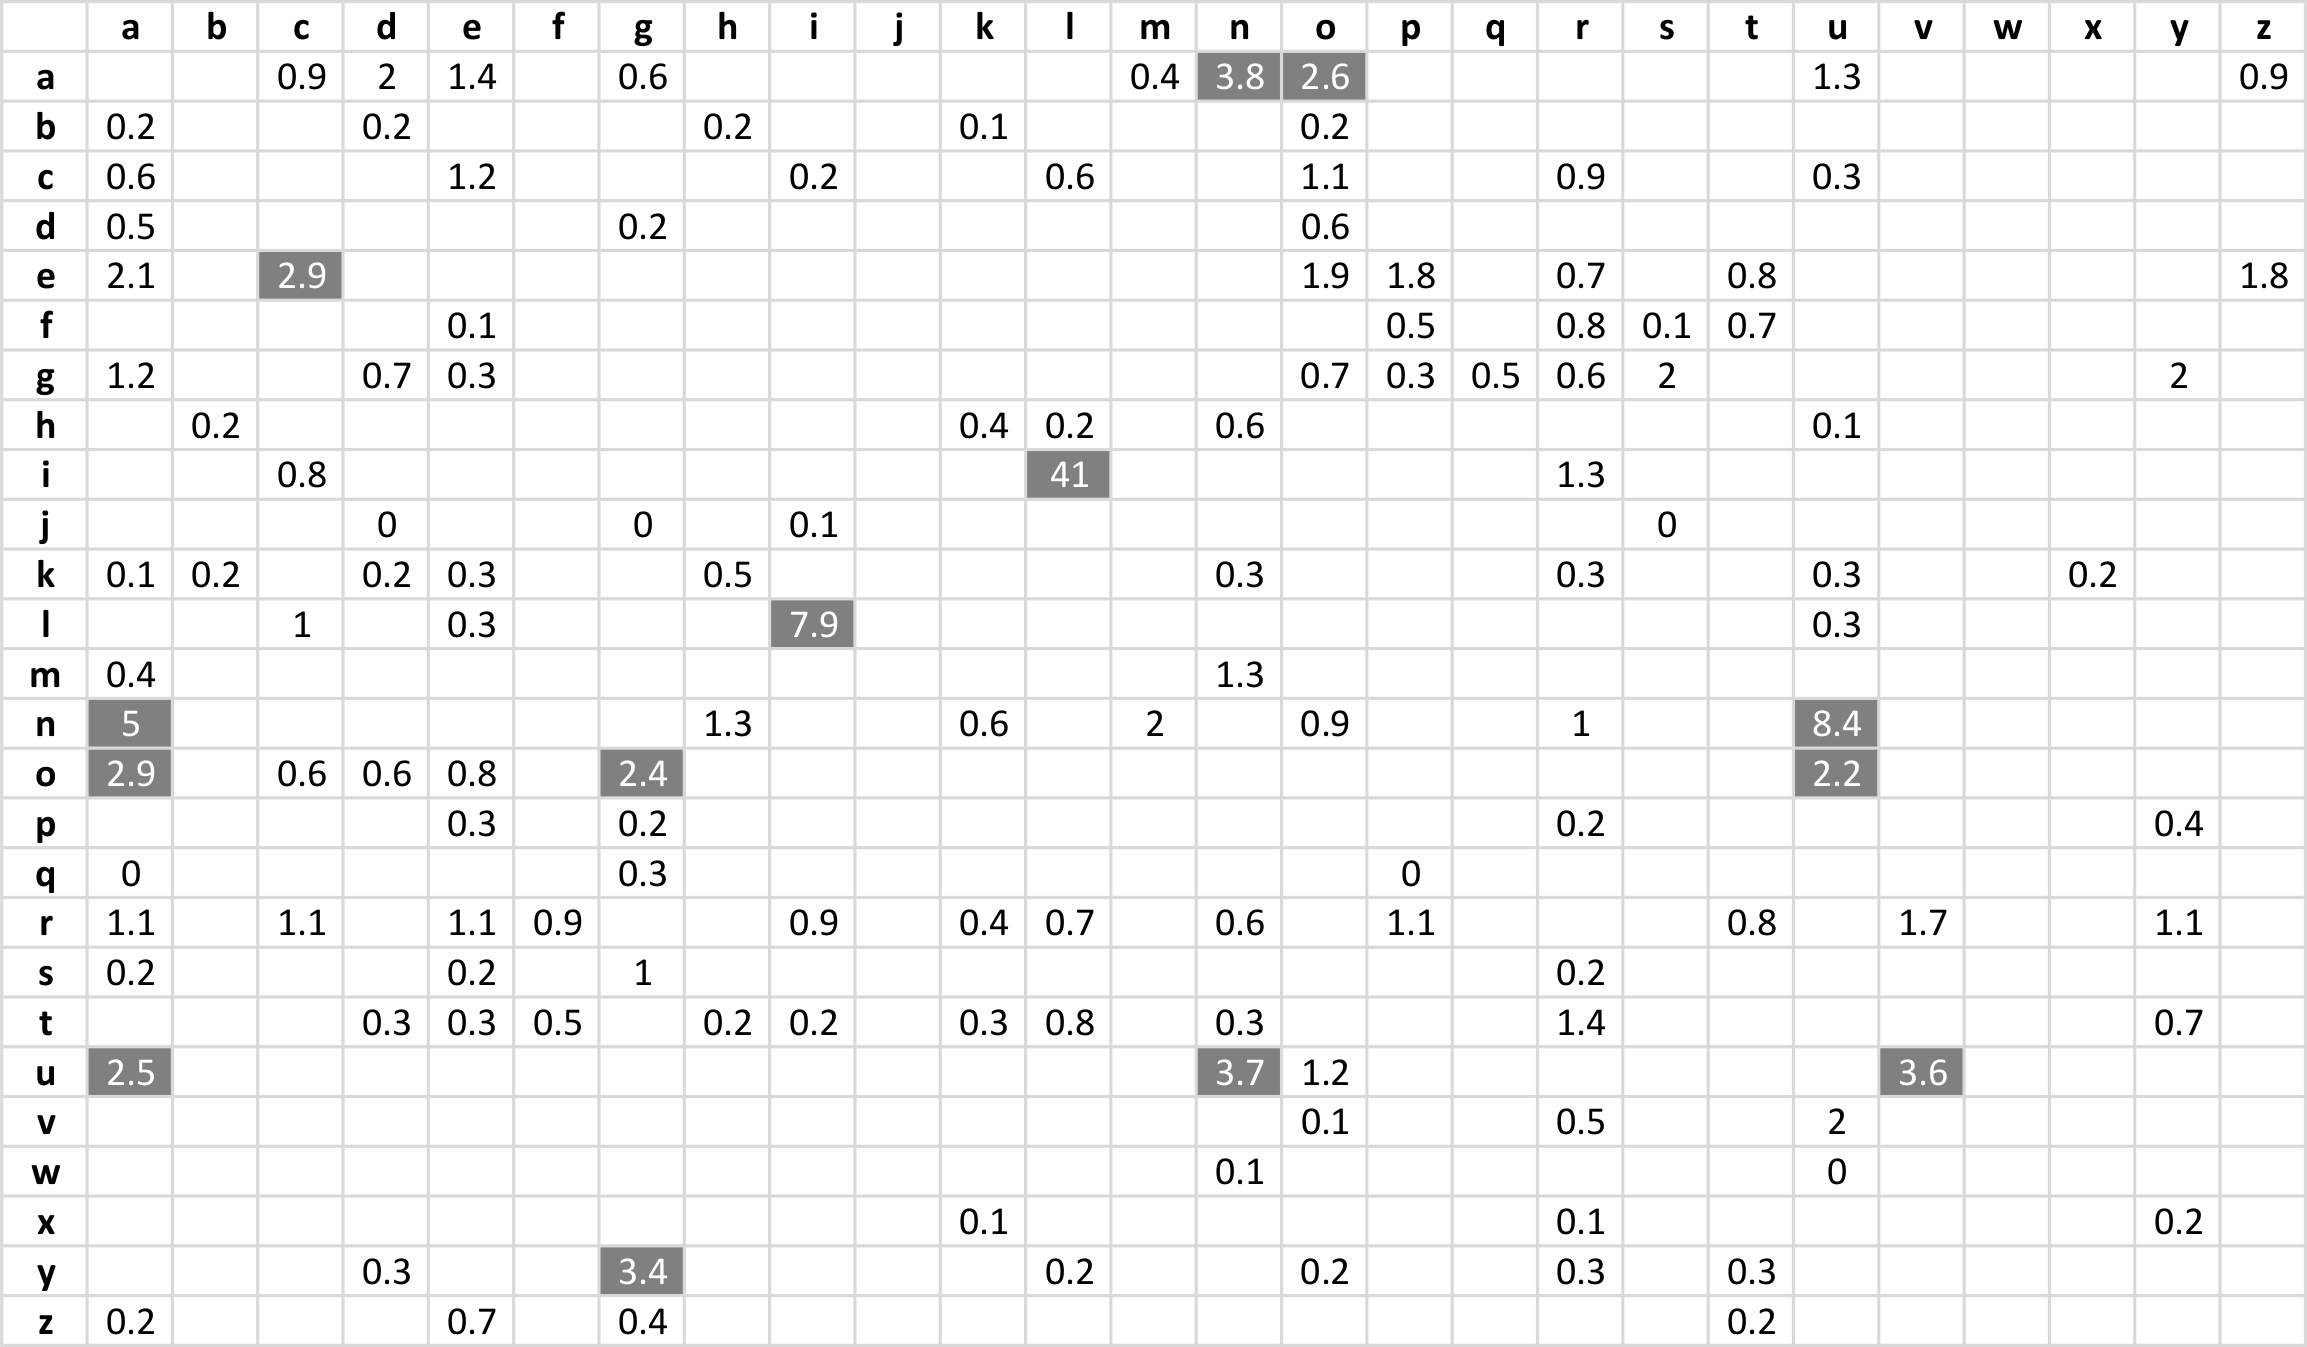 a b c d e f g h i j k l m n o p q r s t u v w x y z
a 0.9 2 1.4 0.6 0.4 3.8 2.6 1.3 0.9
b 0.2 0.2 0.2 0.1 0.2
c 0.6 1.2 0.2 0.6 1.1 0.9 0.3
d 0.5 0.2 0.6
e 2.1 2.9 1.9 1.8 0.7 0.8 1.8
f 0.1 0.5 0.8 0.1 0.7
g 1.2 0.7 0.3 0.7 0.3 0.5 0.6 2 2
h 0.2 0.4 0.2 0.6 0.1
i 0.8 41 1.3
j 0 0 0.1 0
k 0.1 0.2 0.2 0.3 0.5 0.3 0.3 0.3 0.2
l 1 0.3 7.9 0.3
m 0.4 1.3
n 5 1.3 0.6 2 0.9 1 8.4
o 2.9 0.6 0.6 0.8 2.4 2.2
p 0.3 0.2 0.2 0.4
q 0 0.3 0
r 1.1 1.1 1.1 0.9 0.9 0.4 0.7 0.6 1.1 0.8 1.7 1.1
s 0.2 0.2 1 0.2
t 0.3 0.3 0.5 0.2 0.2 0.3 0.8 0.3 1.4 0.7
u 2.5 3.7 1.2 3.6
v 0.1 0.5 2
w 0.1 0
x 0.1 0.1 0.2
y 0.3 3.4 0.2 0.2 0.3 0.3
z 0.2 0.7 0.4 0.2